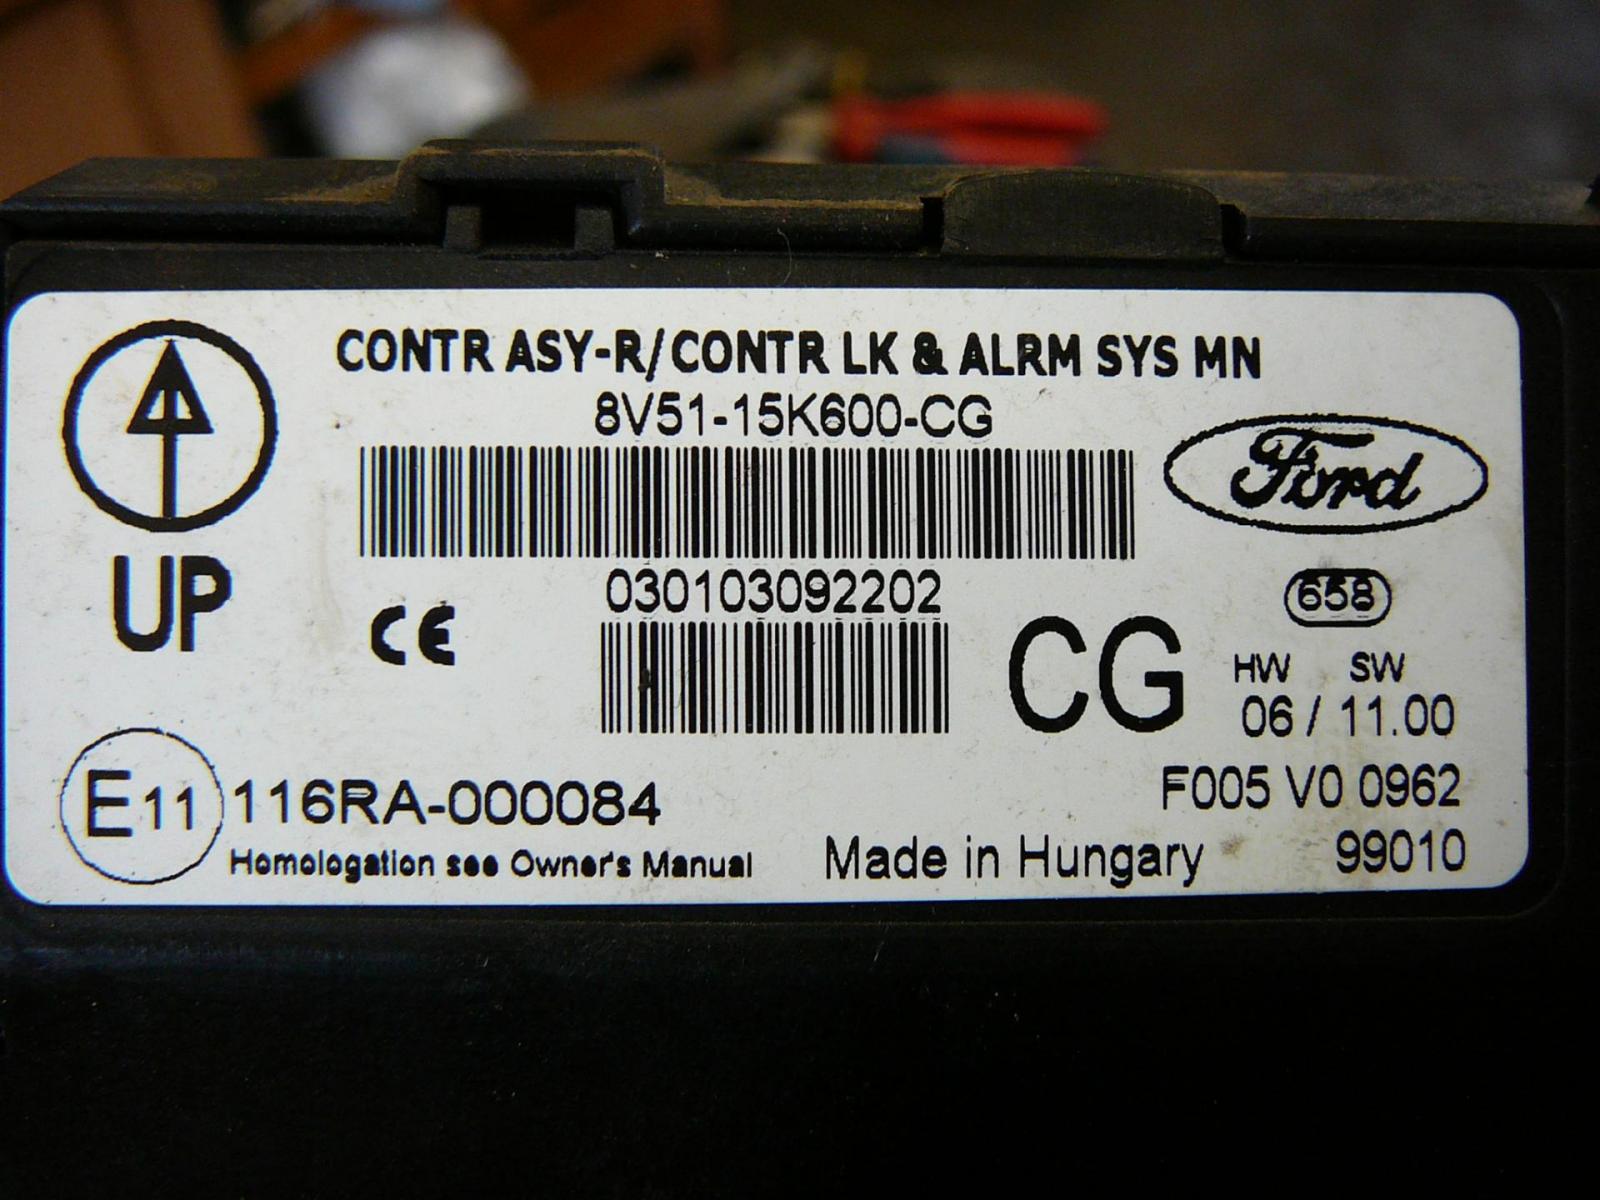 CONTR ASY-R/CONTR LK & ALRM SYS MN
8V51-15K600-CG
Ford
UP
CE
030103092202
CG
658
HW SW
06 / 11.00
E11 116RA-000084
F005 V0 0962
Homologation see Owner's Manual
Made in Hungary
99010